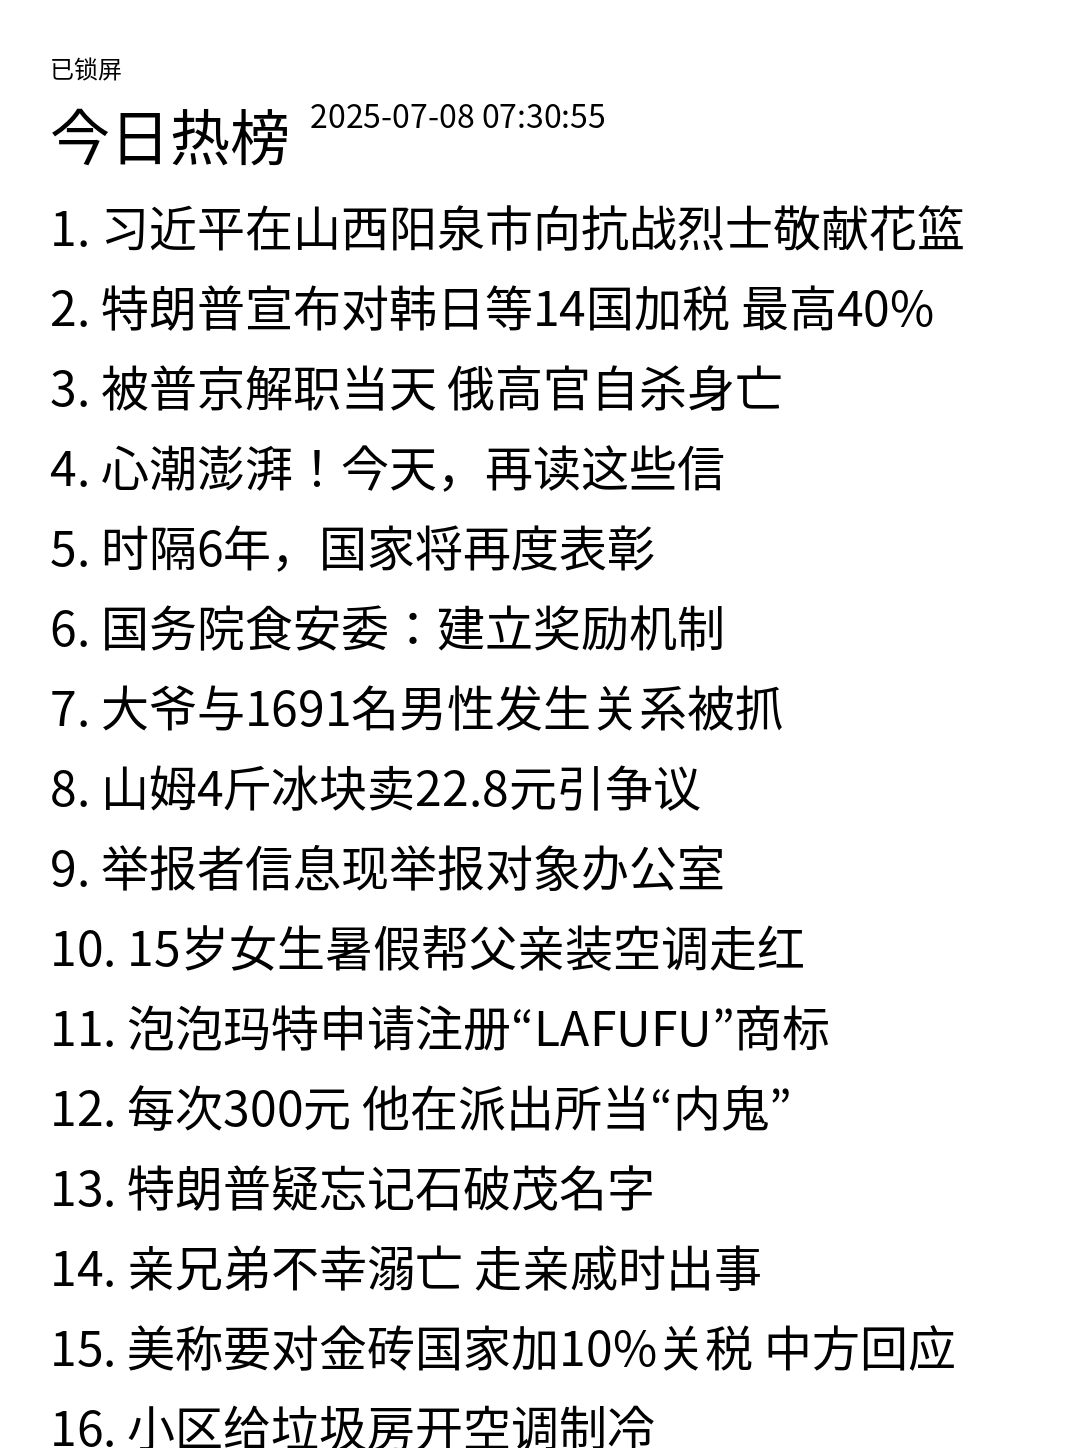 已锁屏
今日热榜 2025-07-08 07:30:55
1. 习近平在山西阳泉市向抗战烈士敬献花篮
2. 特朗普宣布对韩日等14国加税 最高40%
3. 被普京解职当天 俄高官自杀身亡
4. 心潮澎湃！今天，再读这些信
5. 时隔6年，国家将再度表彰
6. 国务院食安委：建立奖励机制
7. 大爷与1691名男性发生关系被抓
8. 山姆4斤冰块卖22.8元引争议
9. 举报者信息现举报对象办公室
10. 15岁女生暑假帮父亲装空调走红
11. 泡泡玛特申请注册“LAFUFU”商标
12. 每次300元 他在派出所当“内鬼”
13. 特朗普疑忘记石破茂名字
14. 亲兄弟不幸溺亡 走亲戚时出事
15. 美称要对金砖国家加10%关税 中方回应
16. 小区给垃圾房开空调制冷